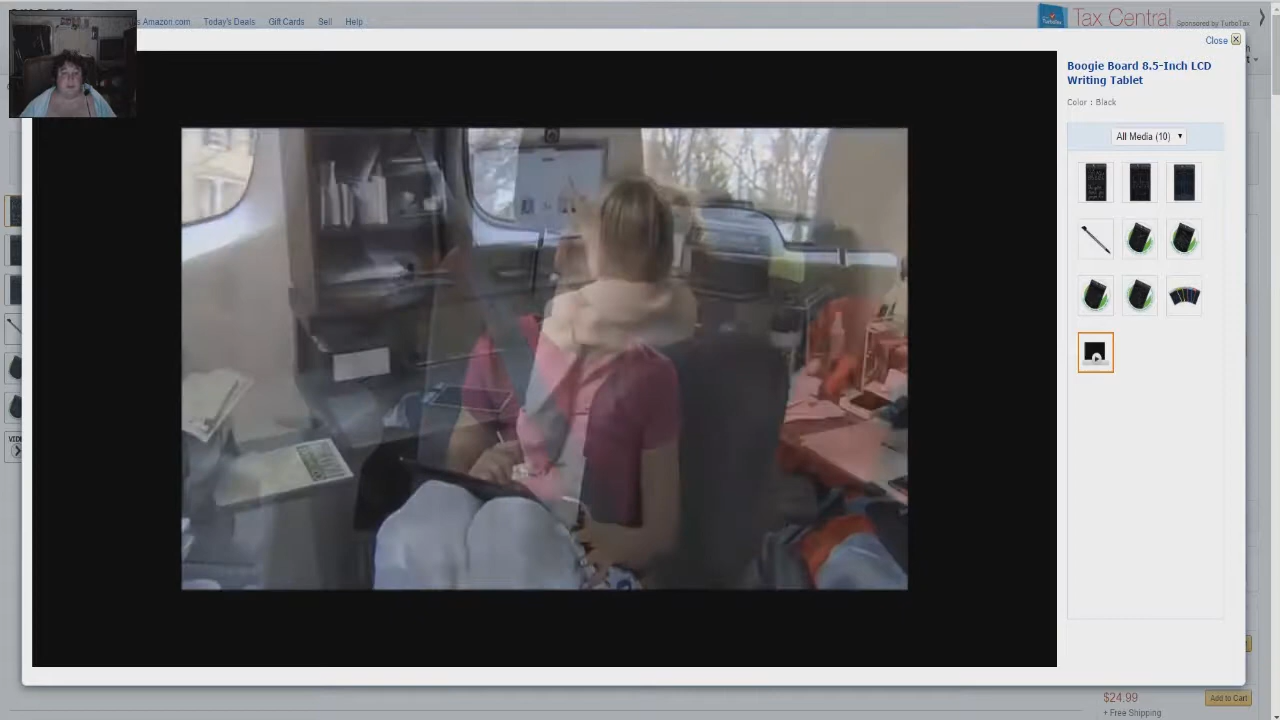 s Amazon.com Today's Deals Gift Cards Sell Help
Tax Central Sponsored by TurboTax
Close
Boogie Board 8.5-Inch LCD
Writing Tablet
Color : Black
All Media (10)
$24.99
Add to Cart
+ Free Shipping